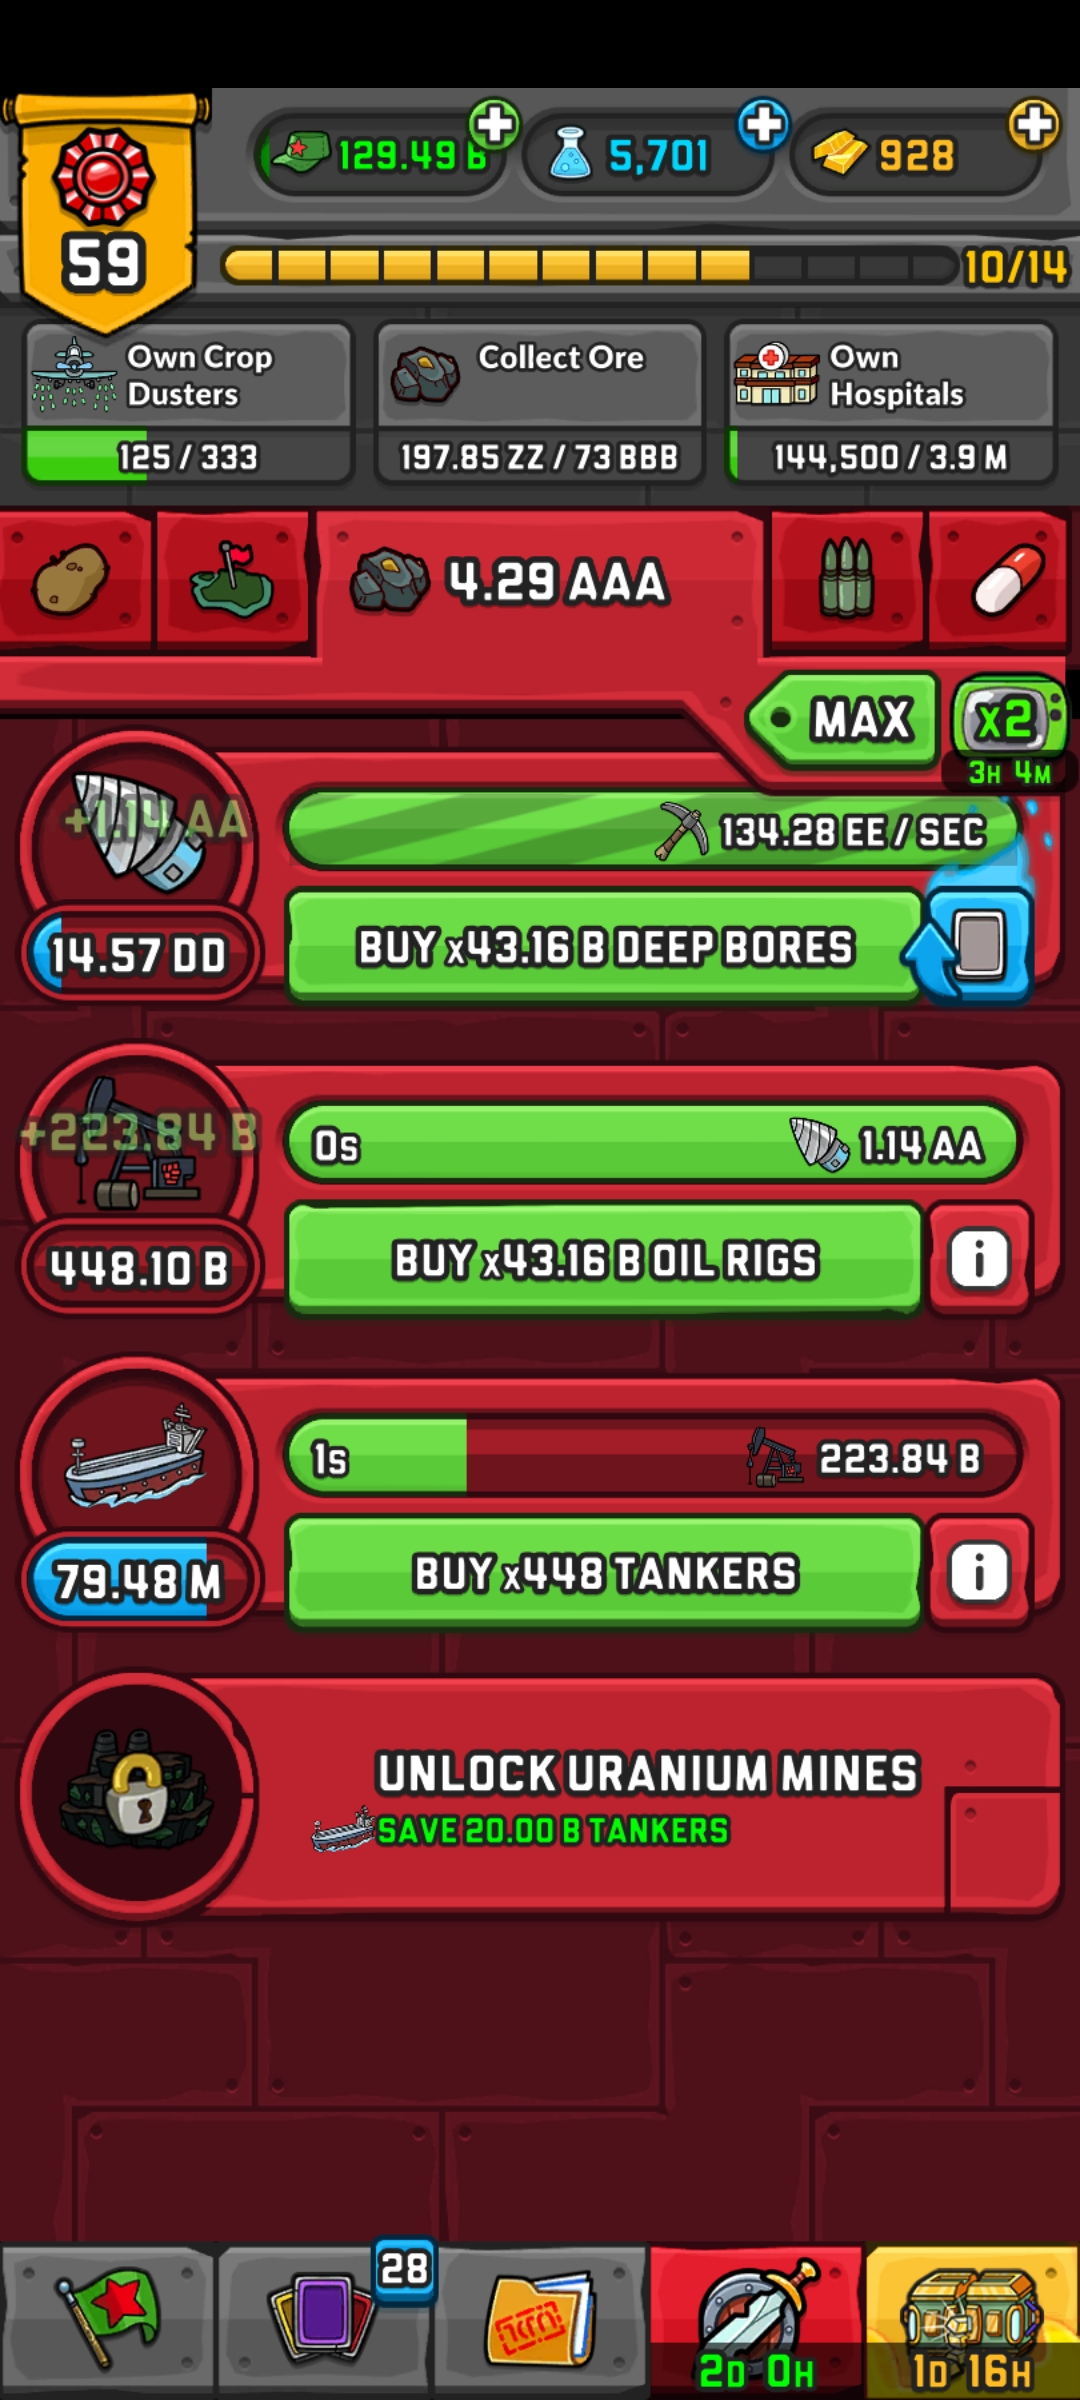 129.49 B
5,701
928
59
10/14
Own Crop
Dusters
125 / 333
Collect Ore
197.85 ZZ / 73 BBB
Own
Hospitals
144,500 / 3.9 M
4.29 AAA
MAX
x2
3H 4M
+1.14 AA
134.28 EE / SEC
14.57 DD
BUY x43.16 B DEEP BORES
+223.84 B
0s
1.14 AA
448.10 B
BUY x43.16 B OIL RIGS
i
1s
223.84 B
79.48 M
BUY x448 TANKERS
i
UNLOCK URANIUM MINES
SAVE 20.00 B TANKERS
28
2D 0H
1D 16H